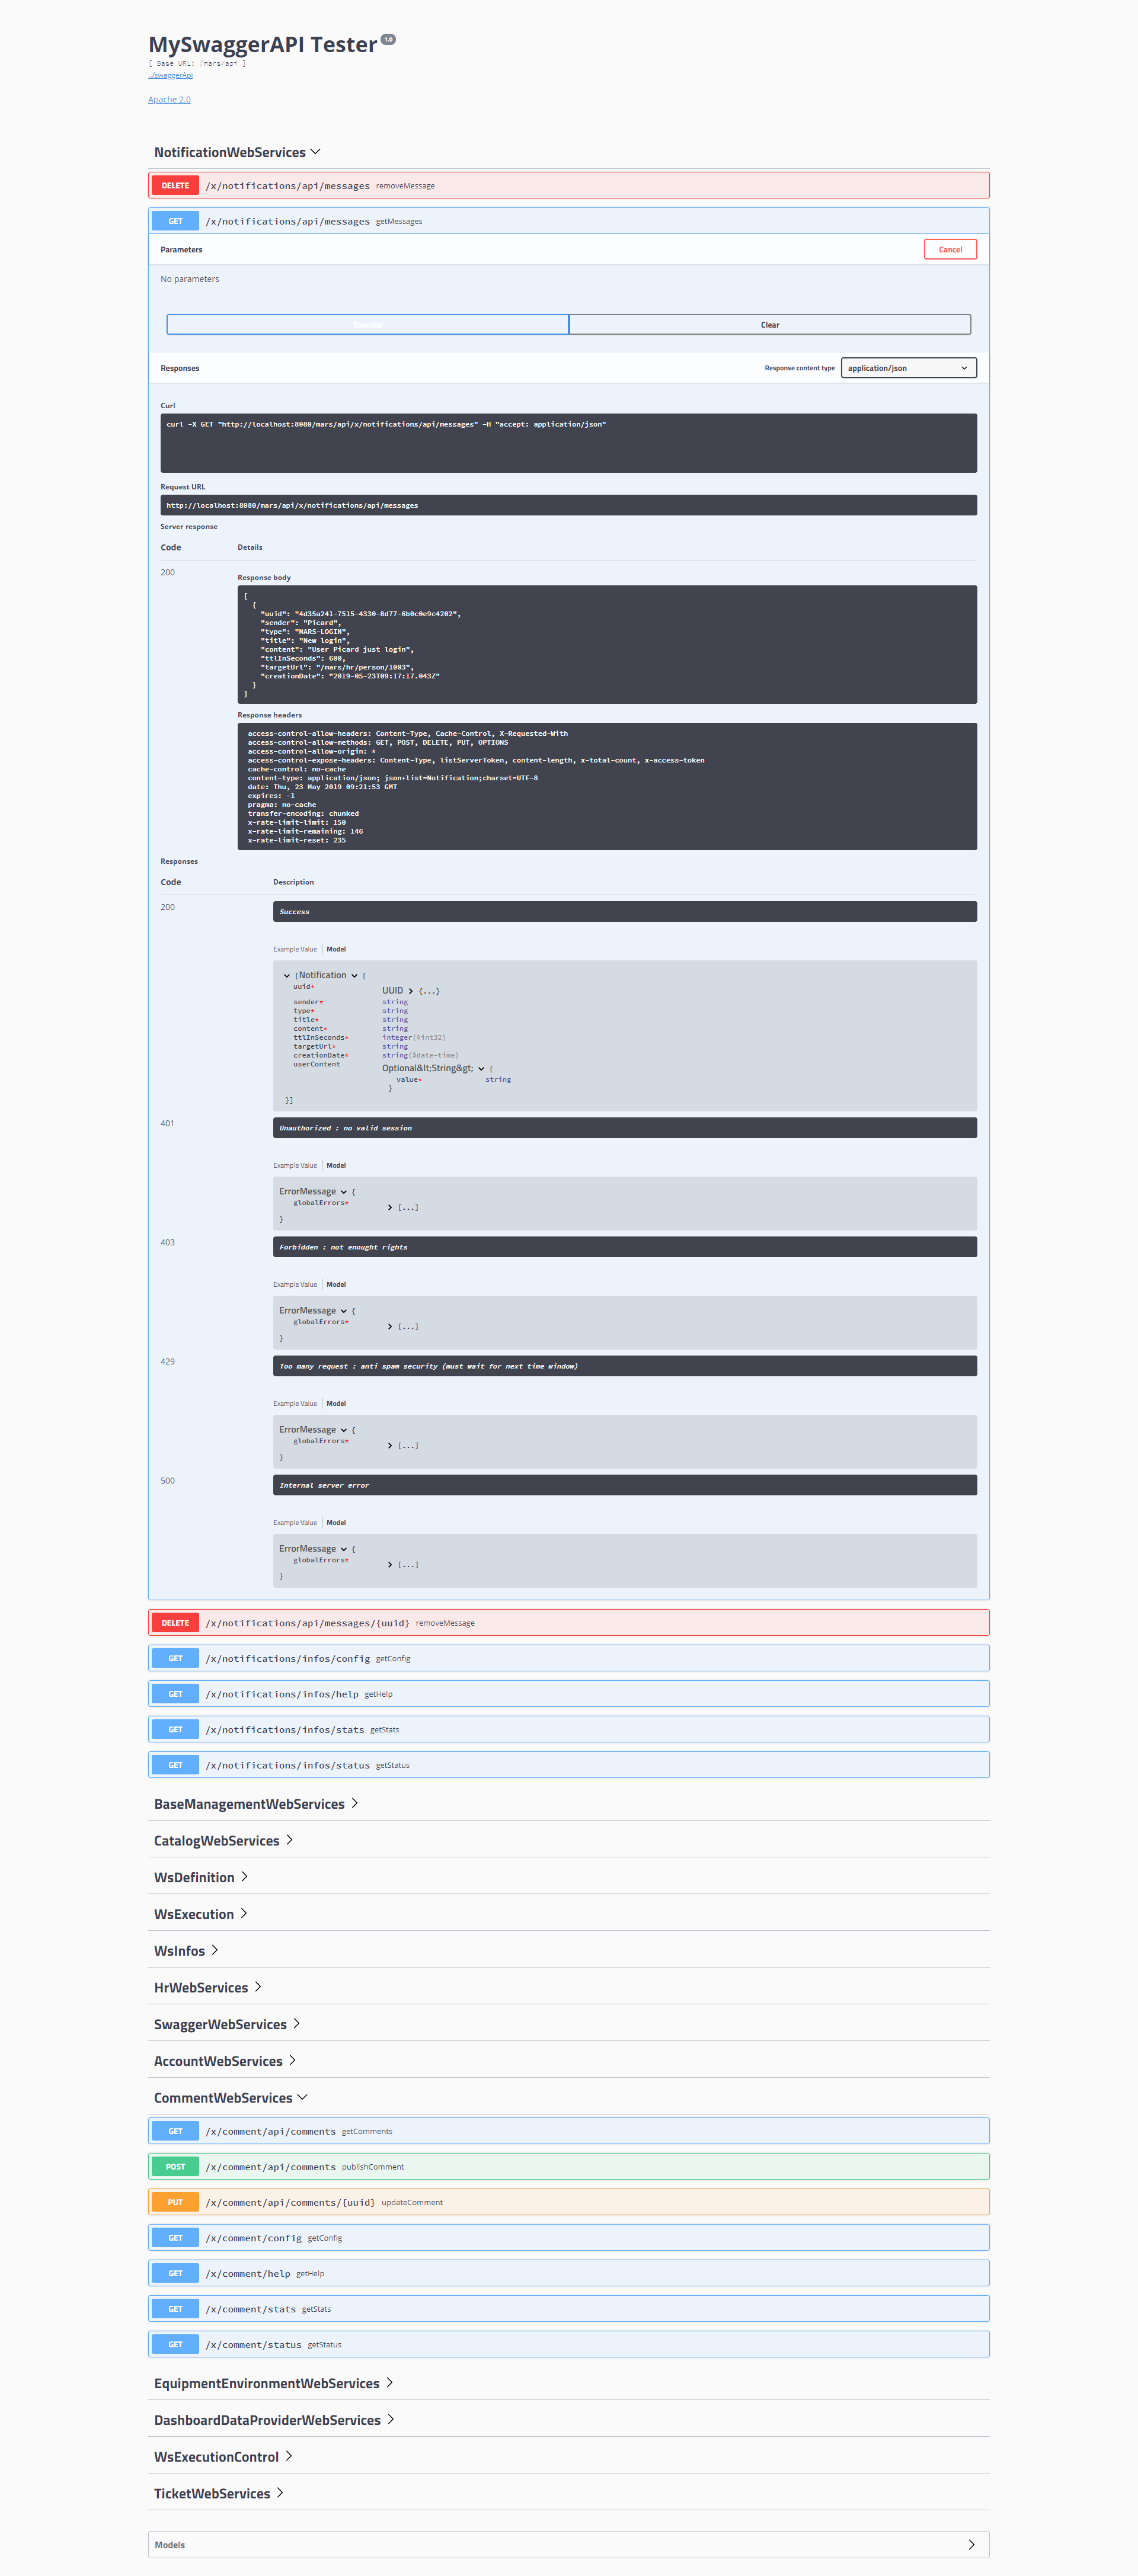 MySwaggerAPI Tester 1.0
[ Base URL: /mars/api ]
../swaggerApi
Apache 2.0
NotificationWebServices
DELETE /x/notifications/api/messages removeMessage
GET /x/notifications/api/messages getMessages
Parameters Cancel
No parameters
Execute Clear
Responses Response content type application/json
Curl
curl -X GET "http://localhost:8080/mars/api/x/notifications/api/messages" -H "accept: application/json"
Request URL
http://localhost:8080/mars/api/x/notifications/api/messages
Server response
Code Details
200
Response body
[
{
"uuid": "4d35a241-7515-4330-8d77-6b0c0e9c4202",
"sender": "Picard",
"type": "MARS-LOGIN",
"title": "New login",
"content": "User Picard just login",
"ttlInSeconds": 600,
"targetUrl": "/mars/hr/person/1003",
"creationDate": "2019-05-23T09:17:17.043Z"
}
]
Response headers
access-control-allow-headers: Content-Type, Cache-Control, X-Requested-With
access-control-allow-methods: GET, POST, DELETE, PUT, OPTIONS
access-control-allow-origin: *
access-control-expose-headers: Content-Type, listServerToken, content-length, x-total-count, x-access-token
cache-control: no-cache
content-type: application/json; json+list=Notification;charset=UTF-8
date: Thu, 23 May 2019 09:21:53 GMT
expires: -1
pragma: no-cache
transfer-encoding: chunked
x-rate-limit-limit: 150
x-rate-limit-remaining: 146
x-rate-limit-reset: 235
Responses
Code Description
200 Success
Example Value Model
[Notification {
uuid* UUID {...}
sender* string
type* string
title* string
content* string
ttlInSeconds* integer($int32)
targetUrl* string
creationDate* string($date-time)
userContent Optional&lt;String&gt; {
value* string
}
}]
401 Unauthorized : no valid session
Example Value Model
ErrorMessage {
globalErrors* [...]
}
403 Forbidden : not enought rights
Example Value Model
ErrorMessage {
globalErrors* [...]
}
429 Too many request : anti spam security (must wait for next time window)
Example Value Model
ErrorMessage {
globalErrors* [...]
}
500 Internal server error
Example Value Model
ErrorMessage {
globalErrors* [...]
}
DELETE /x/notifications/api/messages/{uuid} removeMessage
GET /x/notifications/infos/config getConfig
GET /x/notifications/infos/help getHelp
GET /x/notifications/infos/stats getStats
GET /x/notifications/infos/status getStatus
BaseManagementWebServices
CatalogWebServices
WsDefinition
WsExecution
WsInfos
HrWebServices
SwaggerWebServices
AccountWebServices
CommentWebServices
GET /x/comment/api/comments getComments
POST /x/comment/api/comments publishComment
PUT /x/comment/api/comments/{uuid} updateComment
GET /x/comment/config getConfig
GET /x/comment/help getHelp
GET /x/comment/stats getStats
GET /x/comment/status getStatus
EquipmentEnvironmentWebServices
DashboardDataProviderWebServices
WsExecutionControl
TicketWebServices
Models